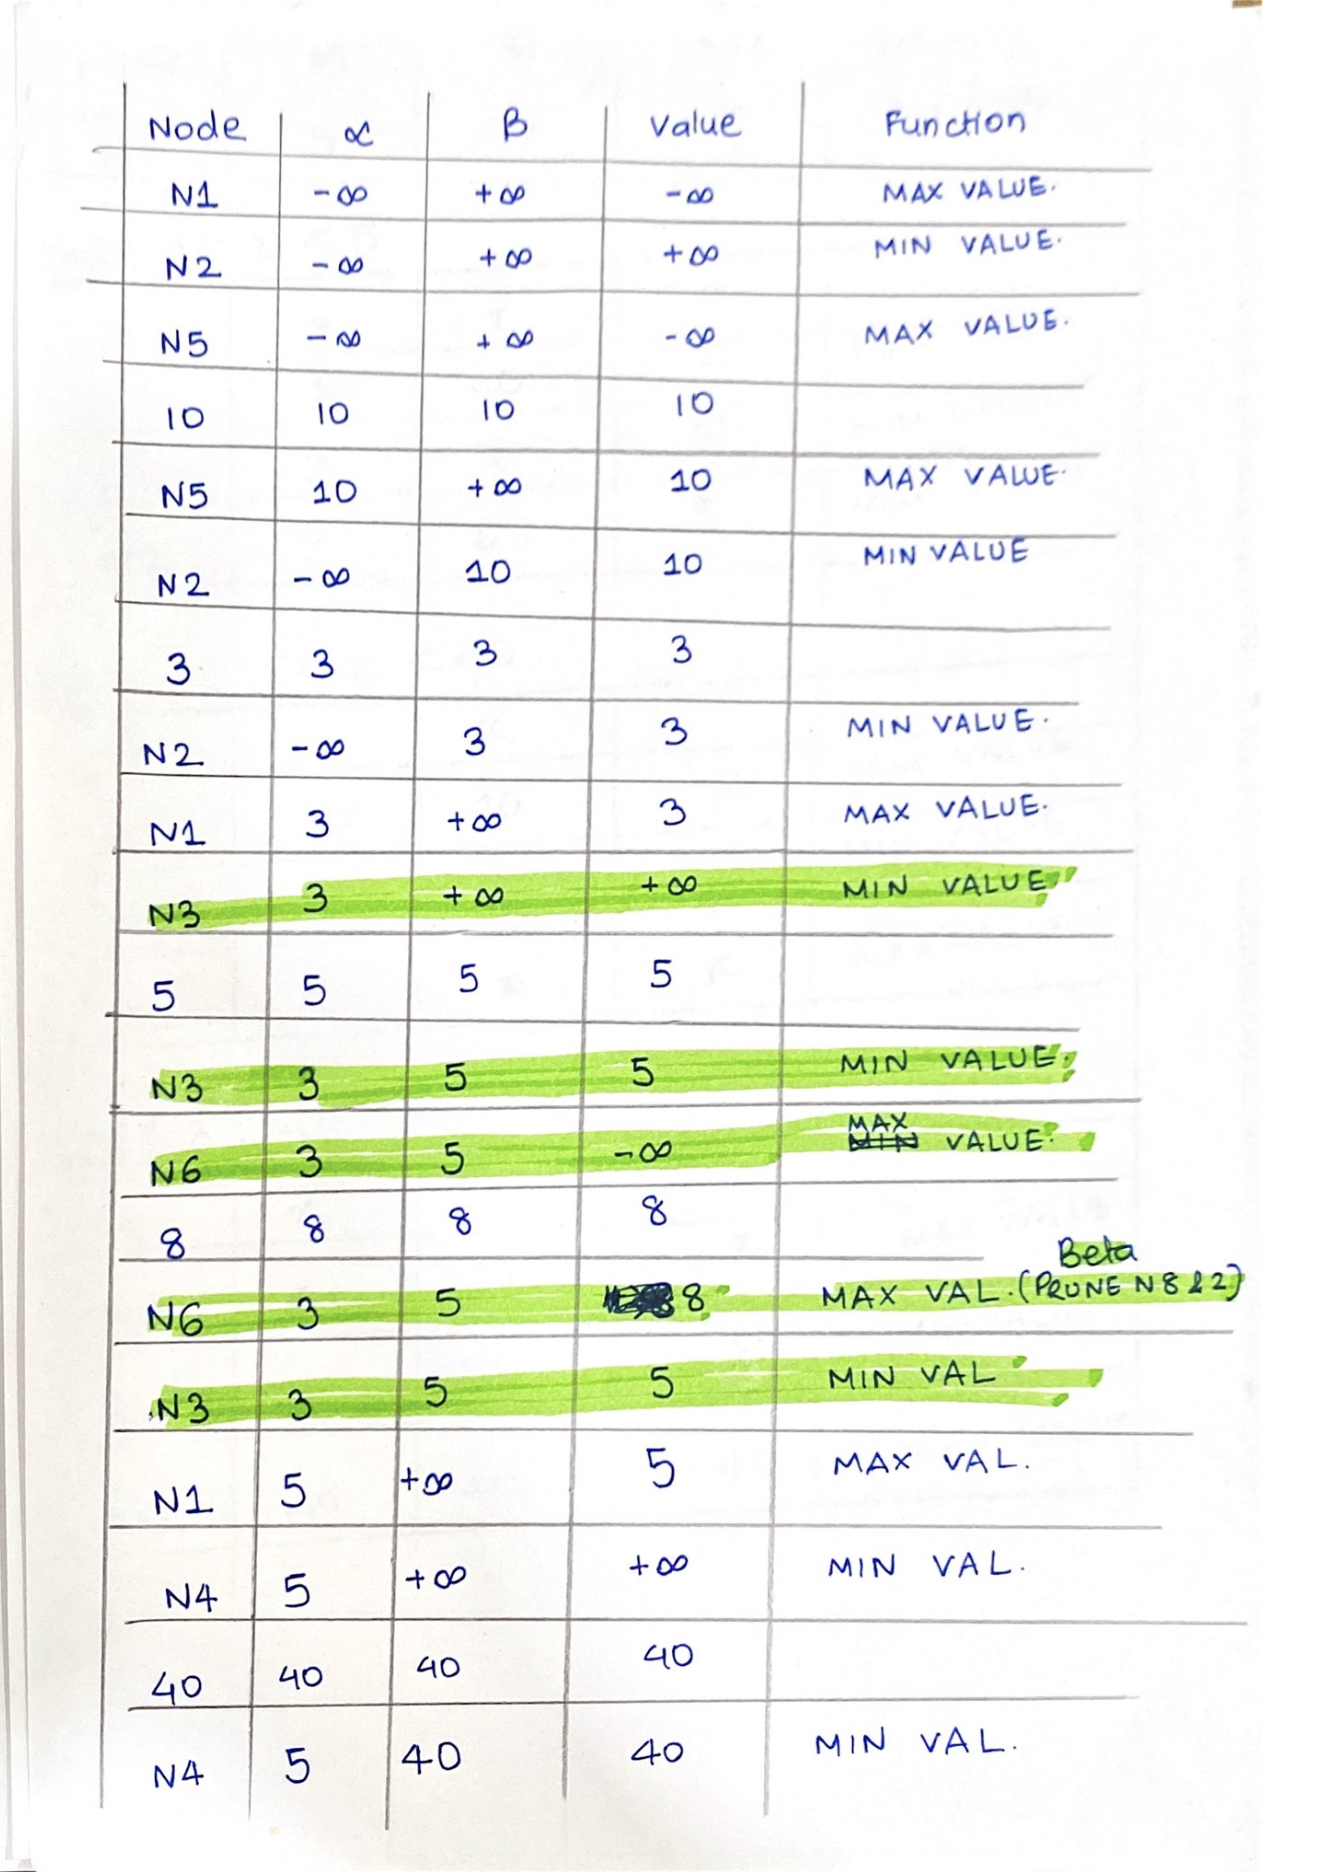 Node ∝ β Value Function
N1 -∞ +∞ -∞ MAX VALUE.
N2 -∞ +∞ +∞ MIN VALUE.
N5 -∞ +∞ -∞ MAX VALUE.
10 10 10 10
N5 10 +∞ 10 MAX VALUE.
N2 -∞ 10 10 MIN VALUE
3 3 3 3
N2 -∞ 3 3 MIN VALUE.
N1 3 +∞ 3 MAX VALUE.
N3 3 +∞ +∞ MIN VALUE.
5 5 5 5
N3 3 5 5 MIN VALUE.
N6 3 5 -∞ MAX MIN VALUE.
8 8 8 8
Beta
N6 3 5 8 MAX VAL. (PRUNE N8 & 2)
N3 3 5 5 MIN VAL
N1 5 +∞ 5 MAX VAL.
N4 5 +∞ +∞ MIN VAL.
40 40 40 40
N4 5 40 40 MIN VAL.